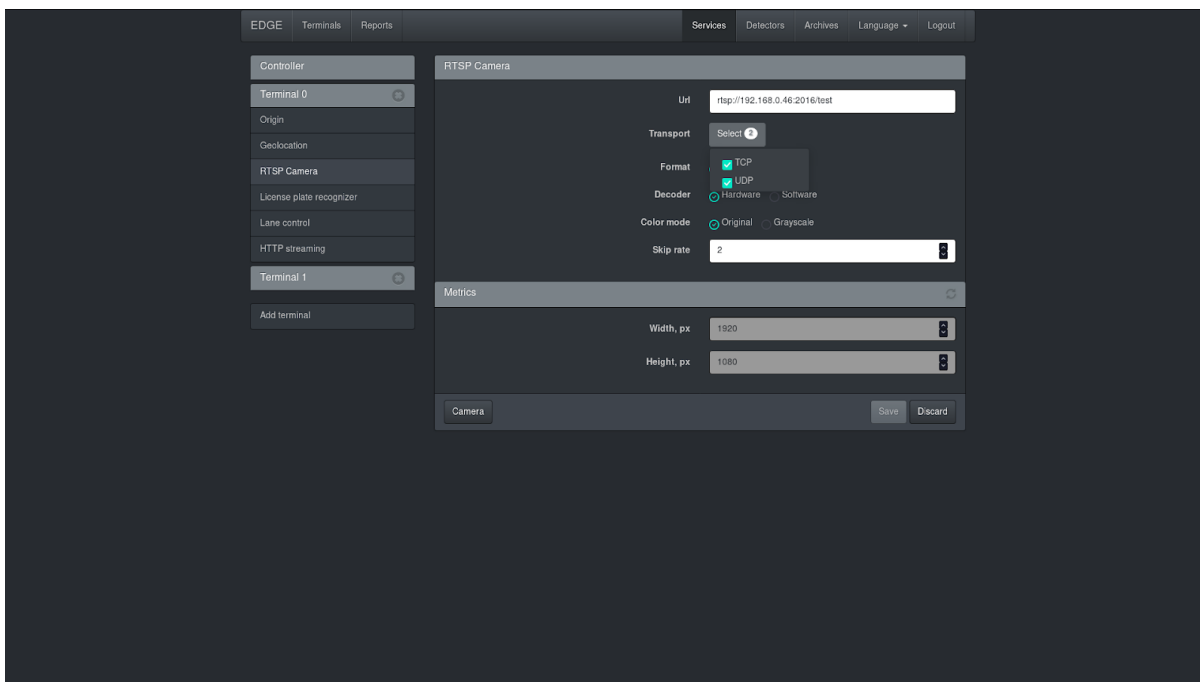 EDGE Terminals Reports Services Detectors Archives Language Logout
Controller
Terminal 0
Origin
Geolocation
RTSP Camera
License plate recognizer
Lane control
HTTP streaming
Terminal 1
Add terminal
RTSP Camera
Url rtsp://192.168.0.46:2016/test
Transport Select 2
TCP
UDP
Format
Decoder Hardware Software
Color mode Original Grayscale
Skip rate 2
Metrics
Width, px 1920
Height, px 1080
Camera Save Discard